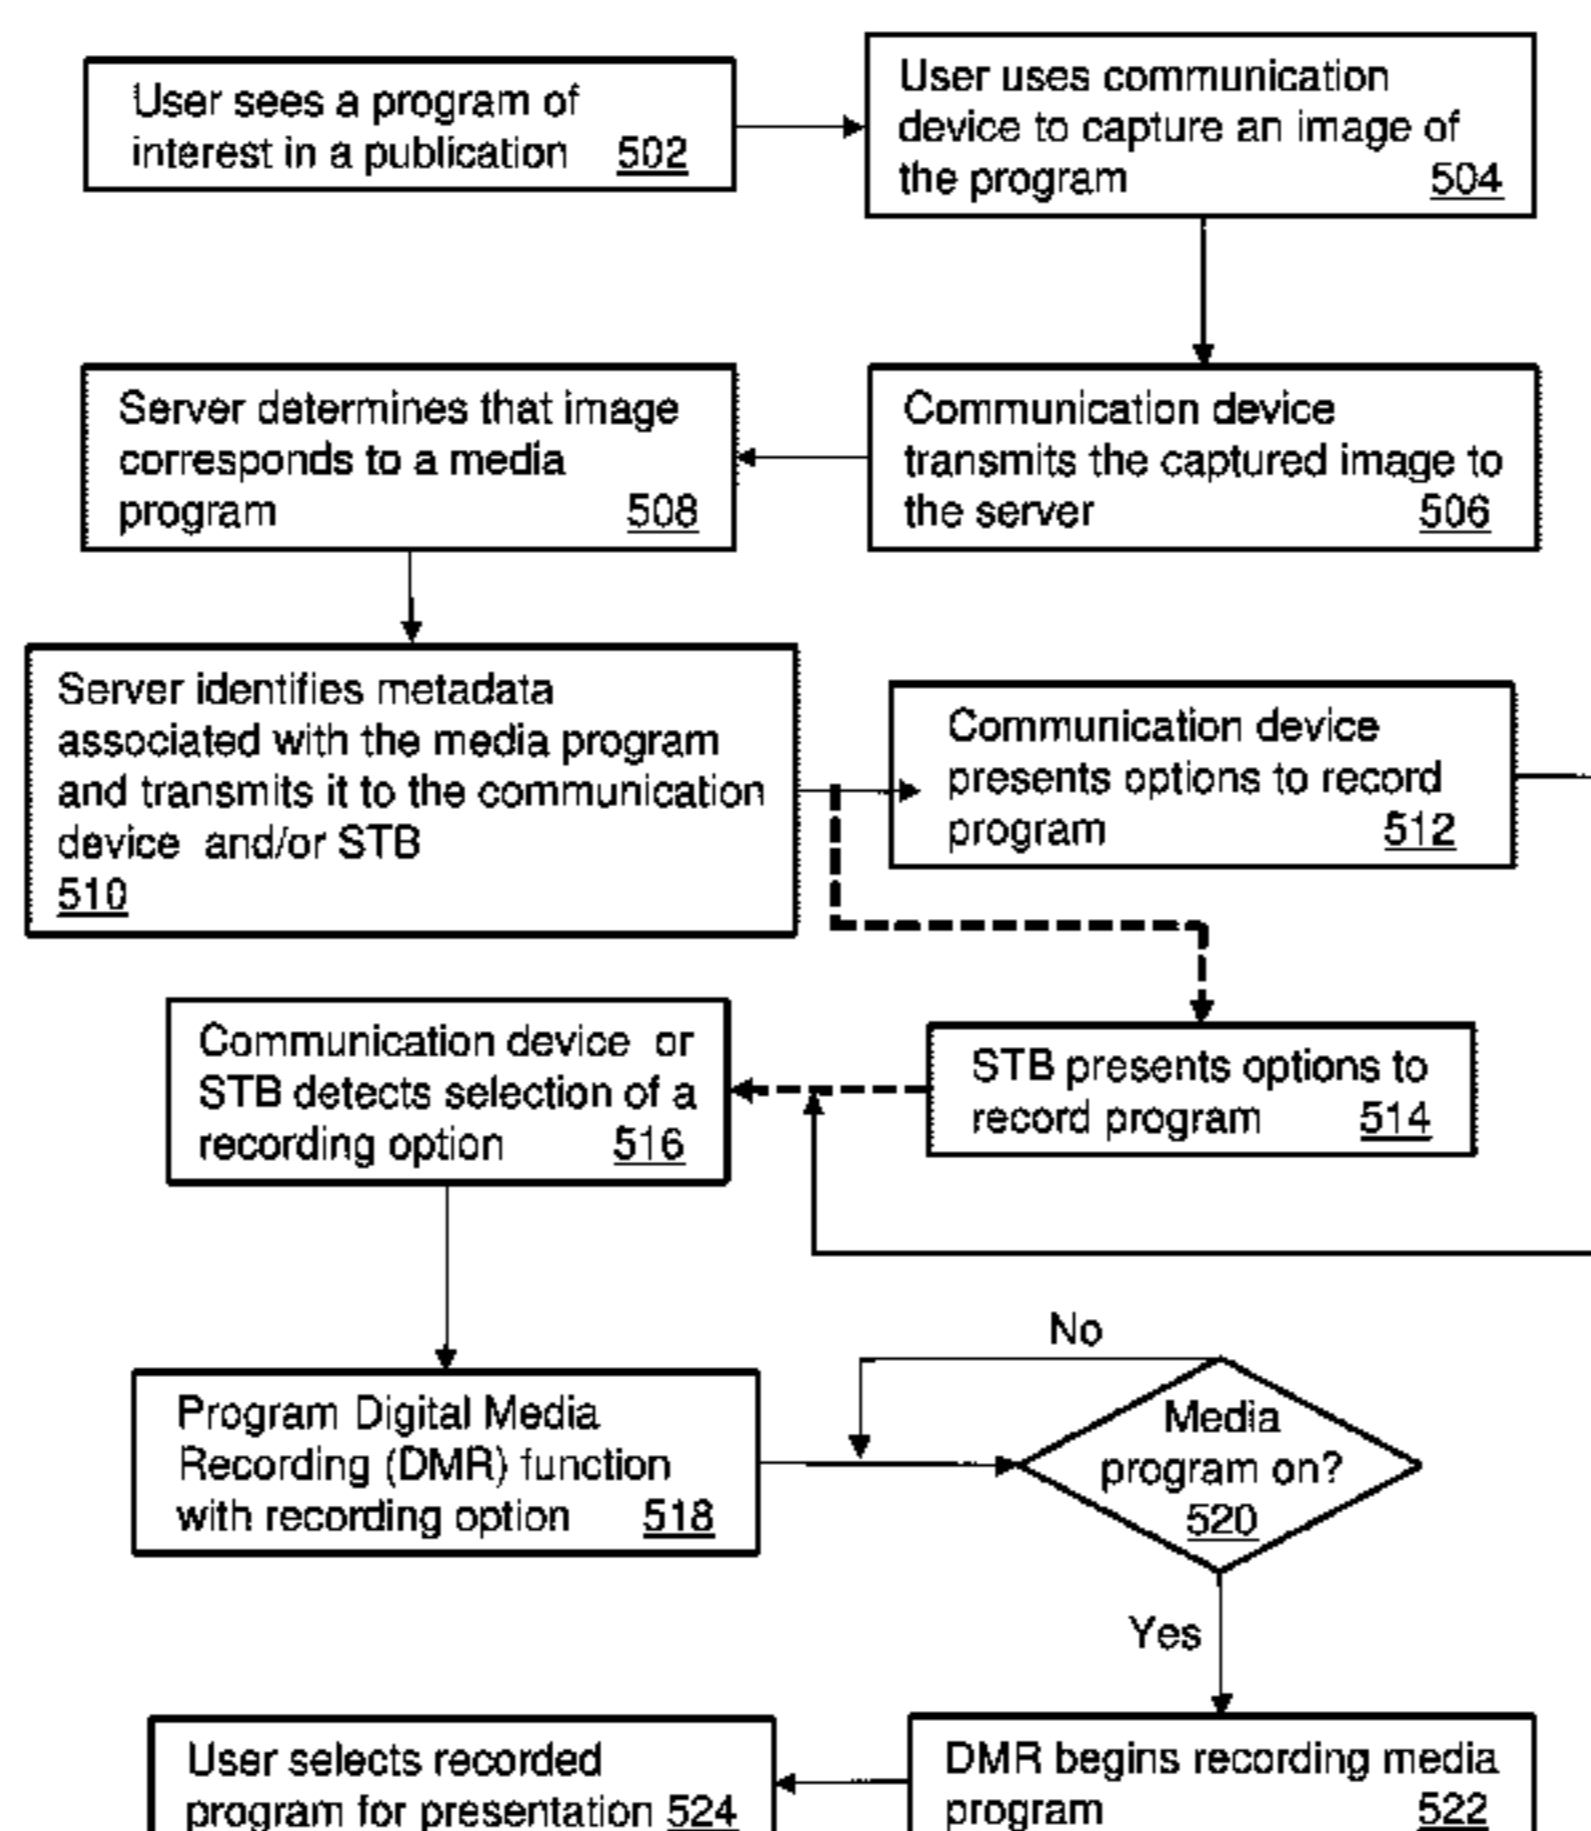 User sees a program of
interest in a publication 502
User uses communication
device to capture an image of
the program 504
Communication device
transmits the captured image to
the server 506
Server determines that image
corresponds to a media
program 508
Server identifies metadata
associated with the media program
and transmits it to the communication
device and/or STB
510
Communication device
presents options to record
program 512
STB presents options to
record program 514
Communication device or
STB detects selection of a
recording option 516
Program Digital Media
Recording (DMR) function
with recording option 518
No
Media
program on?
520
Yes
DMR begins recording media
program 522
User selects recorded
program for presentation 524